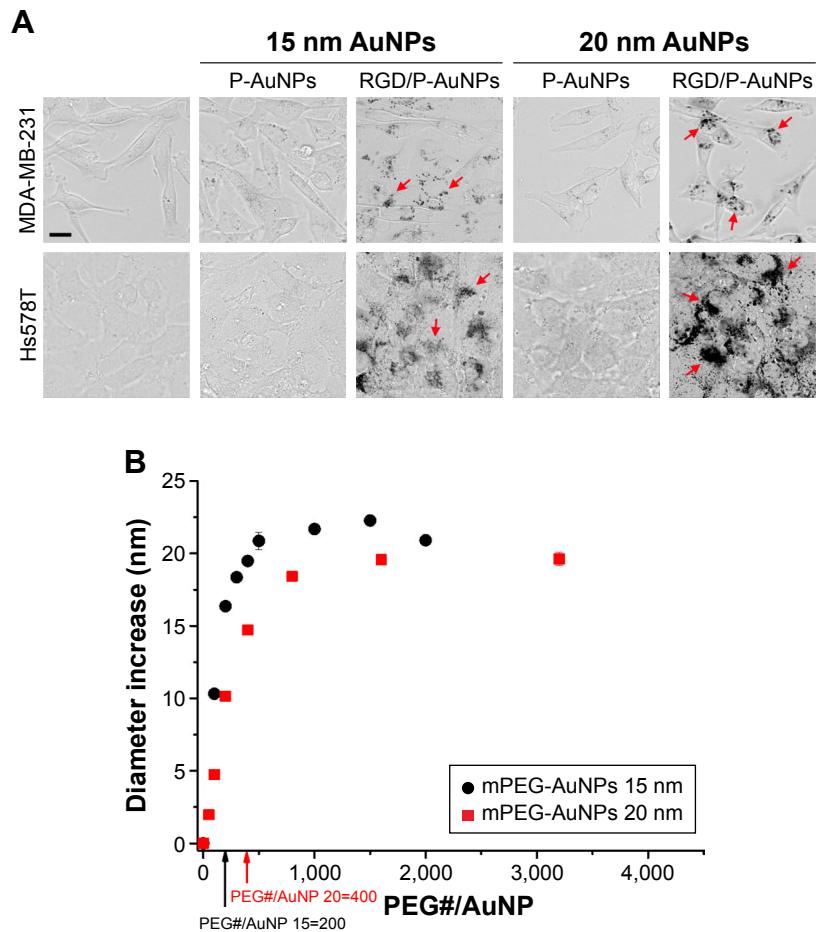 A
15 nm AuNPs
20 nm AuNPs
P-AuNPs
RGD/P-AuNPs
P-AuNPs
RGD/P-AuNPs
MDA-MB-231
Hs578T
B
Diameter increase (nm)
25
20
15
10
5
0
mPEG-AuNPs 15 nm
mPEG-AuNPs 20 nm
0
1,000
2,000
3,000
4,000
PEG#/AuNP 20=400
PEG#/AuNP
PEG#/AuNP 15=200